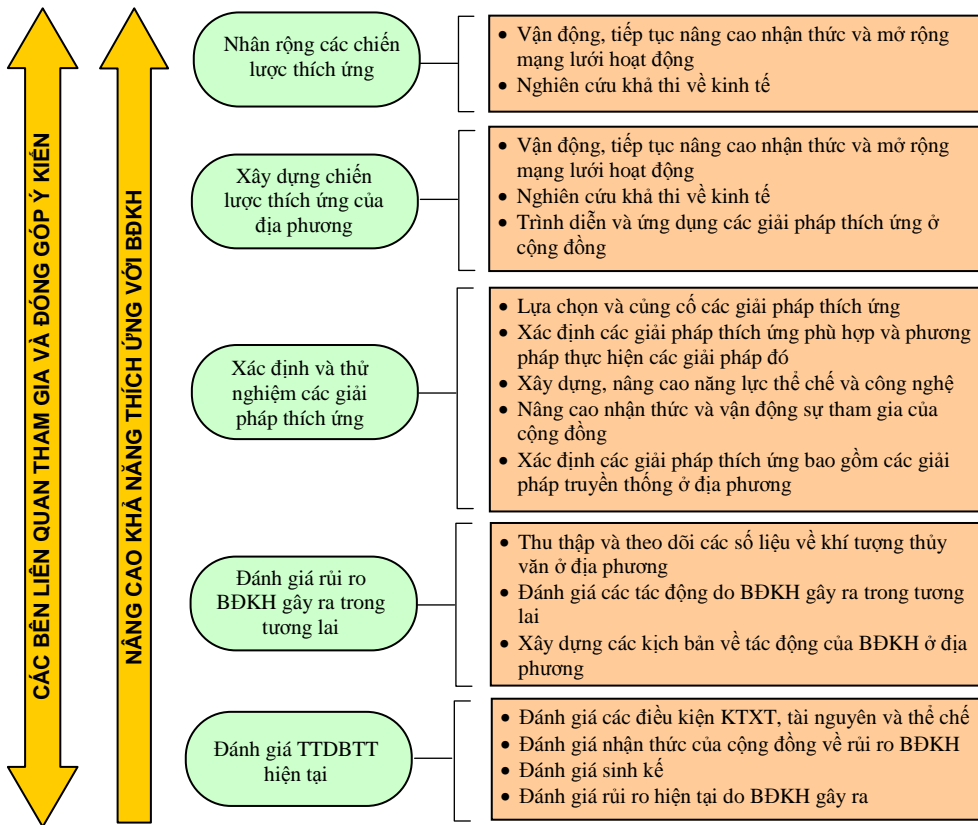 CÁC BÊN LIÊN QUAN THAM GIA VÀ ĐÓNG GÓP Ý KIẾN
NÂNG CAO KHẢ NĂNG THÍCH ỨNG VỚI BĐKH
Nhân rộng các chiến
lược thích ứng
• Vận động, tiếp tục nâng cao nhận thức và mở rộng
mạng lưới hoạt động
• Nghiên cứu khả thi về kinh tế
Xây dựng chiến
lược thích ứng của
địa phương
• Vận động, tiếp tục nâng cao nhận thức và mở rộng
mạng lưới hoạt động
• Nghiên cứu khả thi về kinh tế
• Trình diễn và ứng dụng các giải pháp thích ứng ở
cộng đồng
Xác định và thử
nghiệm các giải
pháp thích ứng
• Lựa chọn và củng cố các giải pháp thích ứng
• Xác định các giải pháp thích ứng phù hợp và phương
pháp thực hiện các giải pháp đó
• Xây dựng, nâng cao năng lực thể chế và công nghệ
• Nâng cao nhận thức và vận động sự tham gia của
cộng đồng
• Xác định các giải pháp thích ứng bao gồm các giải
pháp truyền thống ở địa phương
Đánh giá rủi ro
BĐKH gây ra trong
tương lai
• Thu thập và theo dõi các số liệu về khí tượng thủy
văn ở địa phương
• Đánh giá các tác động do BĐKH gây ra trong tương
lai
• Xây dựng các kịch bản về tác động của BĐKH ở địa
phương
Đánh giá TTDBTT
hiện tại
• Đánh giá các điều kiện KTXT, tài nguyên và thể chế
• Đánh giá nhận thức của cộng đồng về rủi ro BĐKH
• Đánh giá sinh kế
• Đánh giá rủi ro hiện tại do BĐKH gây ra